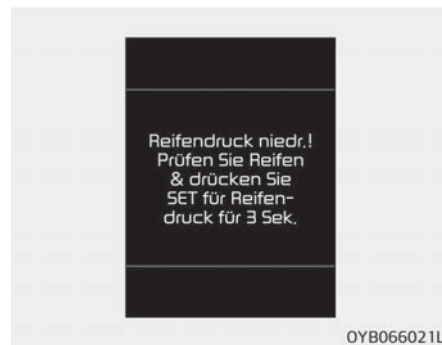 Reifendruck niedr.!
Prüfen Sie Reifen
& drücken Sie
SET für Reifen-
druck für 3 Sek.
OYB066021L